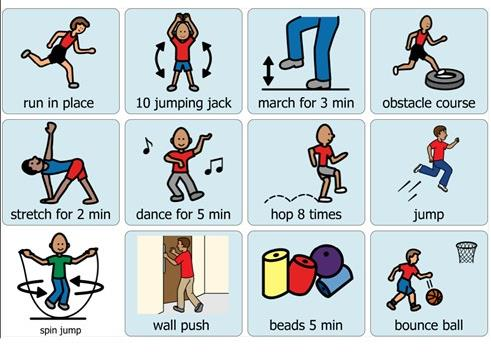 run in place
10 jumping jack
march for 3 min
obstacle course
stretch for 2 min
dance for 5 min
hop 8 times
jump
spin jump
wall push
beads 5 min
bounce ball